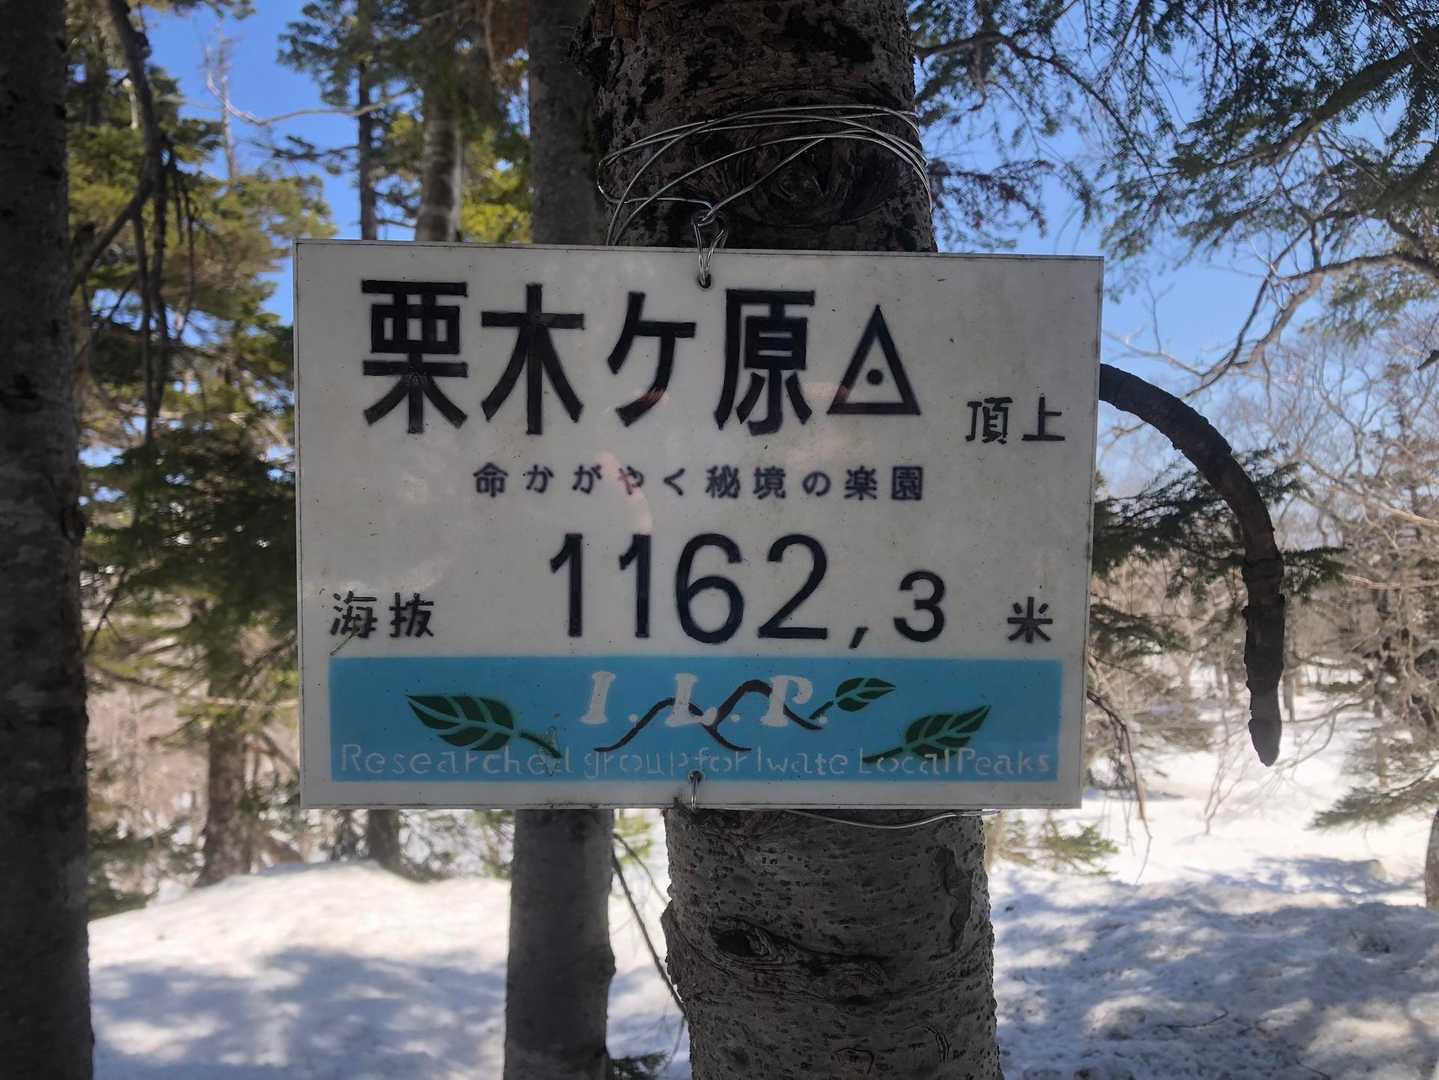 栗木ケ原
頂上
命かがやく秘境の楽園
海抜 1162,3 米
I.L.P.
Researched group for Iwate Local Peaks